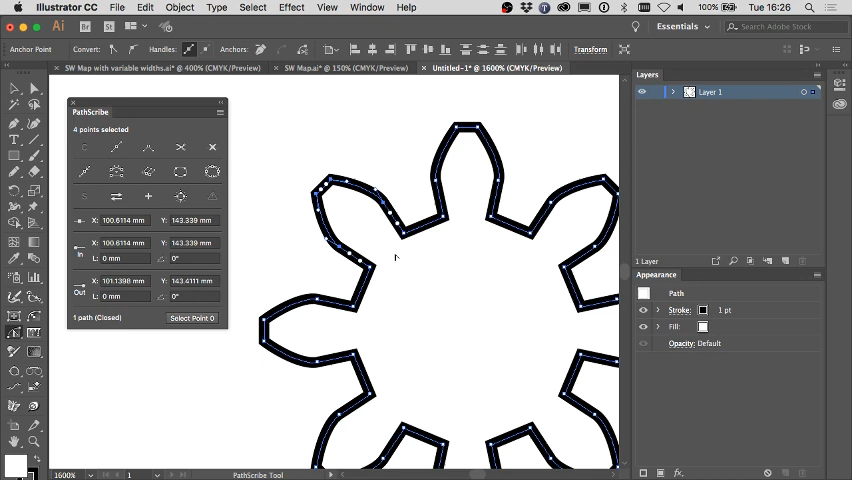 Illustrator CC File Edit Object Type Select Effect View Window Help 100% Tue 16:26
Ai Br St Essentials Search Adobe Stock
Anchor Point Convert: Handles: Anchors: Transform
SW Map with variable widths.ai* @ 400% (CMYK/Preview) SW Map.ai* @ 150% (CMYK/Preview) Untitled-1* @ 1600% (CMYK/Preview)
PathScribe
4 points selected
X: 100.6114 mm Y: 143.339 mm
In X: 100.6114 mm Y: 143.339 mm
L: 0 mm 0°
Out X: 101.1398 mm Y: 143.4111 mm
L: 0 mm 0°
1 path (Closed) Select Point 0
Layers
Layer 1
1 Layer
Appearance
Path
Stroke: 1 pt
Fill:
Opacity: Default
1600% 1 PathScribe Tool